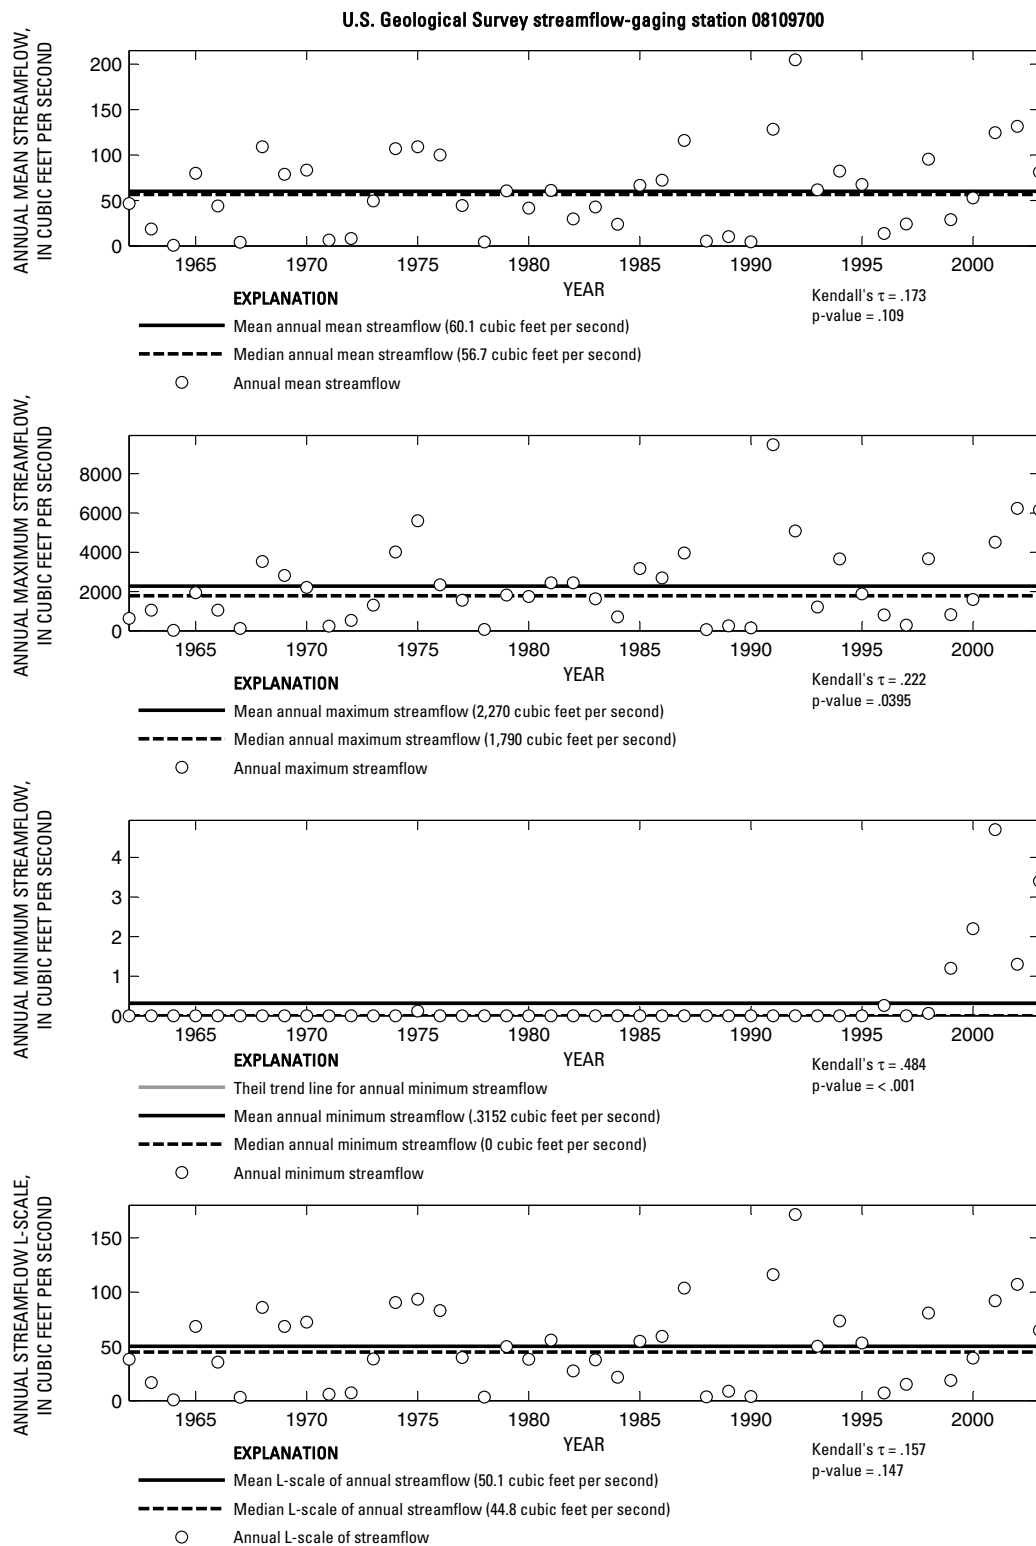 U.S. Geological Survey streamflow-gaging station 08109700
ANNUAL MEAN STREAMFLOW,
IN CUBIC FEET PER SECOND
200
150
100
50
0
1965 1970 1975 1980 1985 1990 1995 2000
YEAR
EXPLANATION
Mean annual mean streamflow (60.1 cubic feet per second)
Median annual mean streamflow (56.7 cubic feet per second)
Annual mean streamflow
Kendall's τ = .173
p-value = .109
ANNUAL MAXIMUM STREAMFLOW,
IN CUBIC FEET PER SECOND
8000
6000
4000
2000
0
1965 1970 1975 1980 1985 1990 1995 2000
YEAR
EXPLANATION
Mean annual maximum streamflow (2,270 cubic feet per second)
Median annual maximum streamflow (1,790 cubic feet per second)
Annual maximum streamflow
Kendall's τ = .222
p-value = .0395
ANNUAL MINIMUM STREAMFLOW,
IN CUBIC FEET PER SECOND
4
3
2
1
0
1965 1970 1975 1980 1985 1990 1995 2000
YEAR
EXPLANATION
Theil trend line for annual minimum streamflow
Mean annual minimum streamflow (.3152 cubic feet per second)
Median annual minimum streamflow (0 cubic feet per second)
Annual minimum streamflow
Kendall's τ = .484
p-value = < .001
ANNUAL STREAMFLOW L-SCALE,
IN CUBIC FEET PER SECOND
150
100
50
0
1965 1970 1975 1980 1985 1990 1995 2000
YEAR
EXPLANATION
Mean L-scale of annual streamflow (50.1 cubic feet per second)
Median L-scale of annual streamflow (44.8 cubic feet per second)
Annual L-scale of streamflow
Kendall's τ = .157
p-value = .147